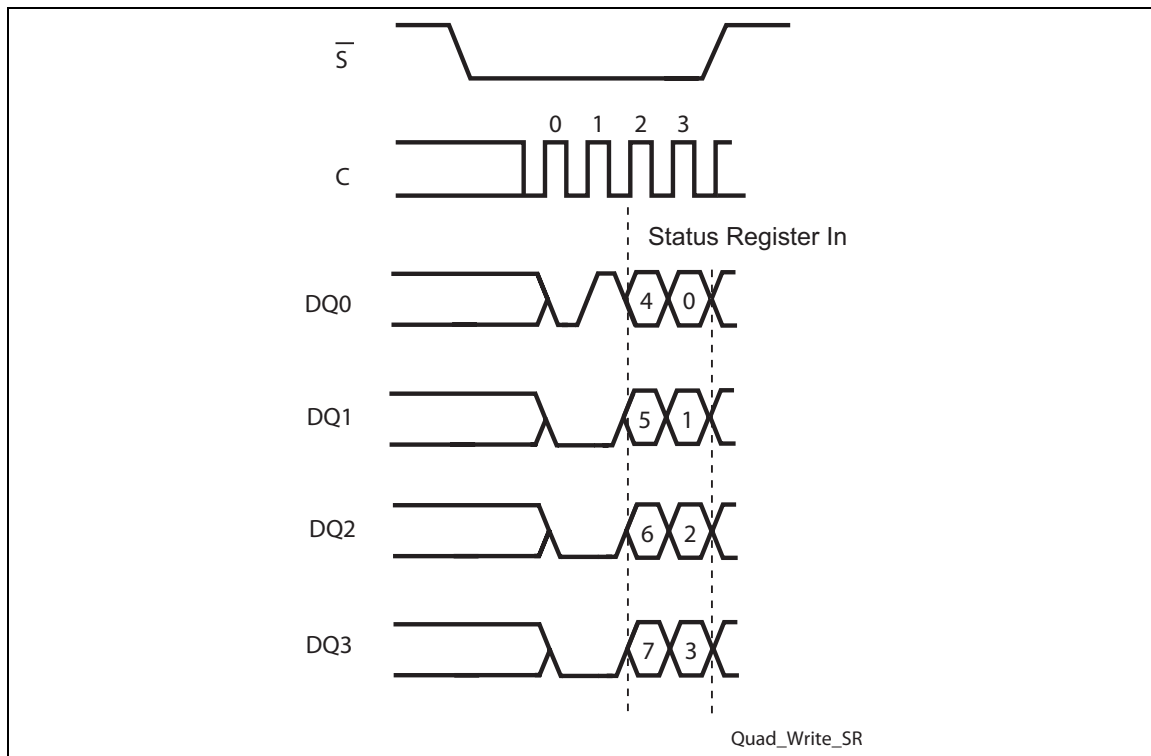 S̅
0 1 2 3
C
Status Register In
DQ0 4 0
DQ1 5 1
DQ2 6 2
DQ3 7 3
Quad_Write_SR